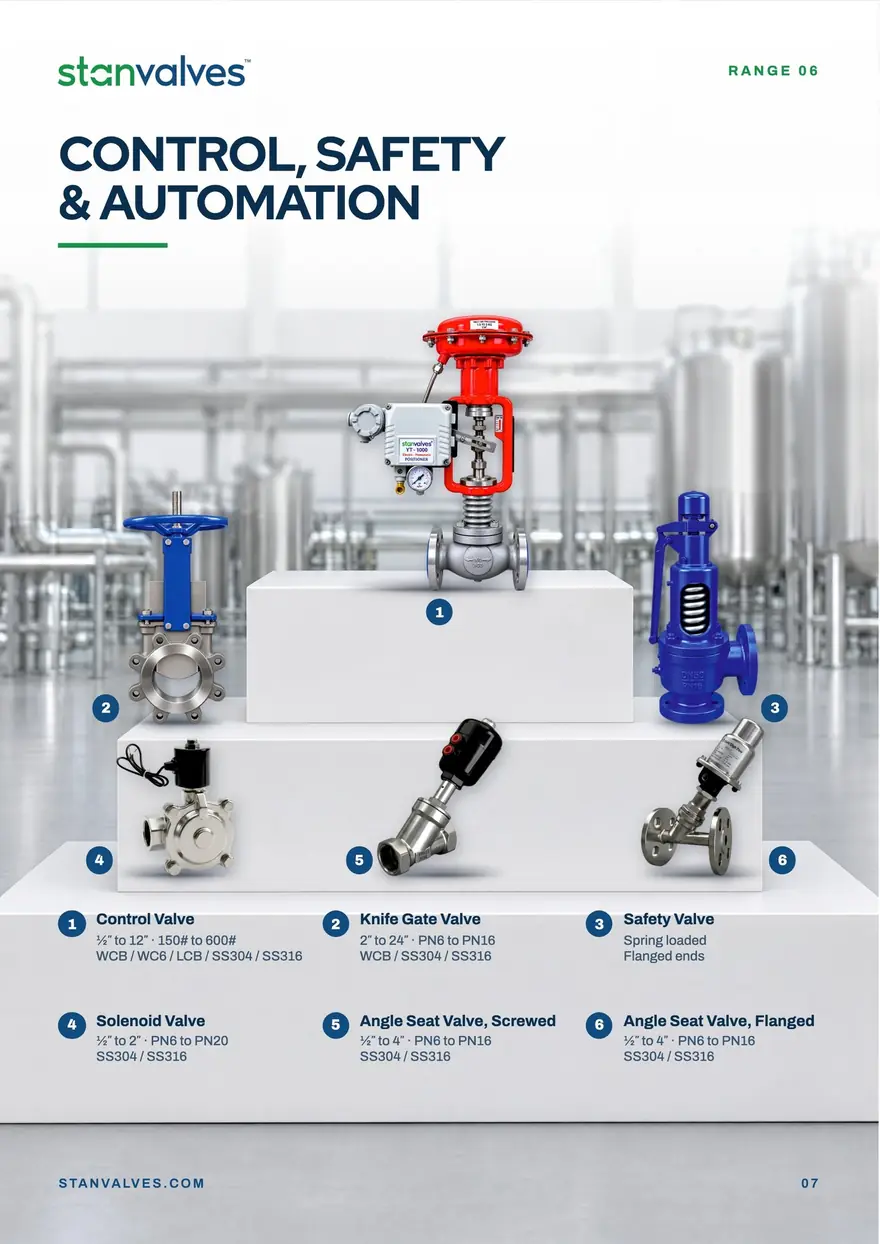 stanvalves™
RANGE 06
CONTROL, SAFETY
& AUTOMATION
stanvalves
YT - 1000
POSITIONER
1
2
3
4
5
6
1 Control Valve
½″ to 12″ · 150# to 600#
WCB / WC6 / LCB / SS304 / SS316
2 Knife Gate Valve
2″ to 24″ · PN6 to PN16
WCB / SS304 / SS316
3 Safety Valve
Spring loaded
Flanged ends
4 Solenoid Valve
½″ to 2″ · PN6 to PN20
SS304 / SS316
5 Angle Seat Valve, Screwed
½″ to 4″ · PN6 to PN16
SS304 / SS316
6 Angle Seat Valve, Flanged
½″ to 4″ · PN6 to PN16
SS304 / SS316
STANVALVES.COM
07